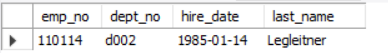 emp_no dept_no hire_date last_name
110114 d002 1985-01-14 Legleitner